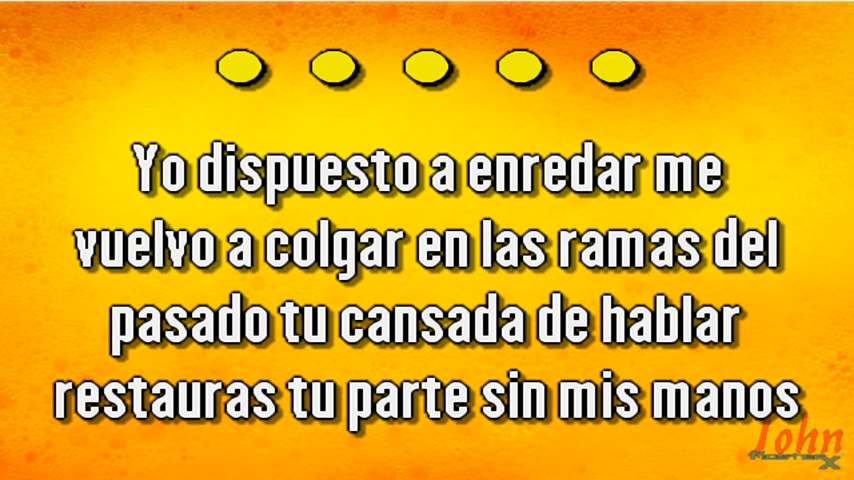 Yo dispuesto a enredar me
vuelvo a colgar en las ramas del
pasado tu cansada de hablar
restauras tu parte sin mis manos
John